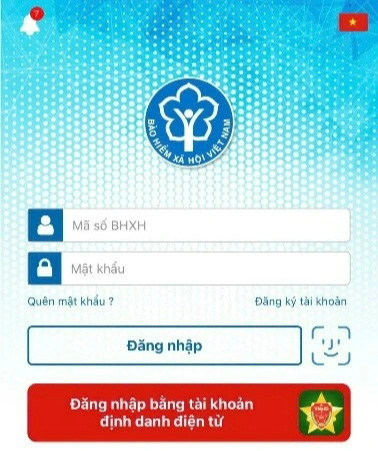 7
BẢO HIỂM XÃ HỘI VIỆT NAM
Mã số BHXH
Mật khẩu
Quên mật khẩu ?
Đăng ký tài khoản
Đăng nhập
Đăng nhập bằng tài khoản
định danh điện tử